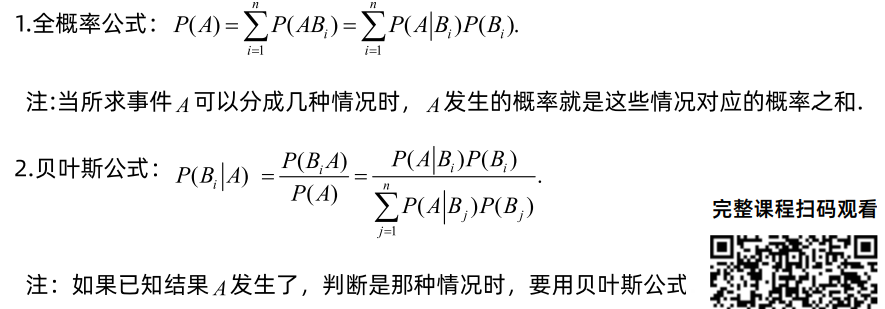 1.全概率公式：P(A)=∑_{i=1}^{n}P(AB_i)=∑_{i=1}^{n}P(A|B_i)P(B_i).
注:当所求事件A可以分成几种情况时，A发生的概率就是这些情况对应的概率之和.
2.贝叶斯公式：P(B_i|A)=\frac{P(B_iA)}{P(A)}=\frac{P(A|B_i)P(B_i)}{∑_{j=1}^{n}P(A|B_j)P(B_j)}.
完整课程扫码观看
注：如果已知结果A发生了，判断是那种情况时，要用贝叶斯公式